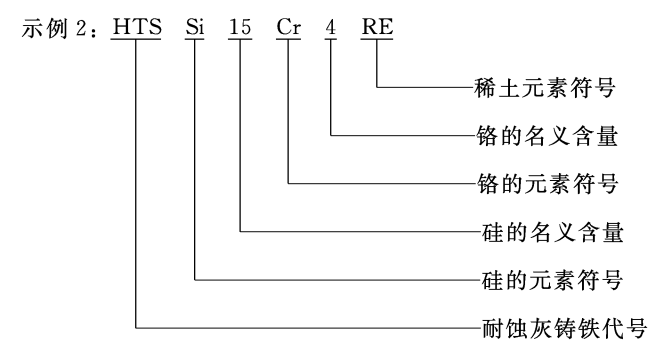 示例 2：HTS Si 15 Cr 4 RE
稀土元素符号
铬的名义含量
铬的元素符号
硅的名义含量
硅的元素符号
耐蚀灰铸铁代号